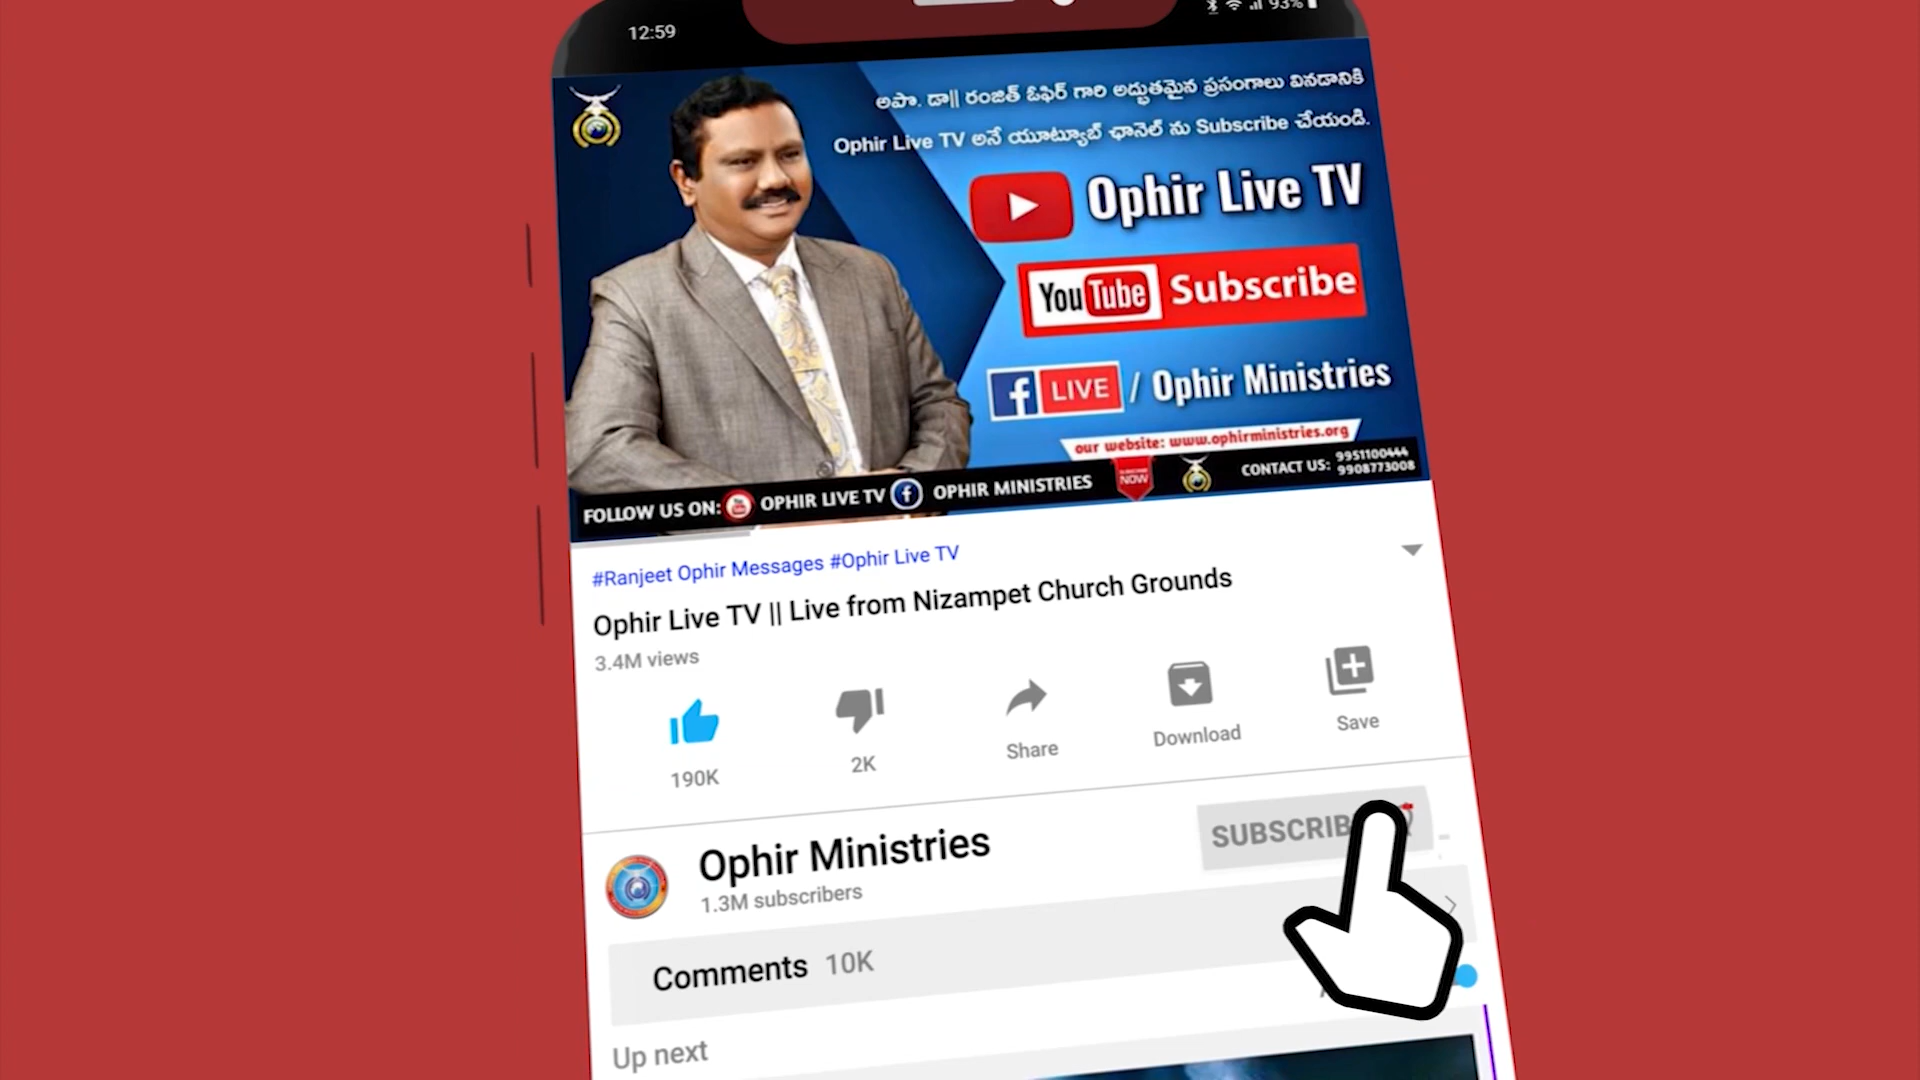 12:59
93%
అపొ. డా|| రంజిత్ ఓఫిర్ గారి అద్భుతమైన ప్రసంగాలు వినడానికి
Ophir Live TV అనే యూట్యూబ్ ఛానెల్ ను Subscribe చేయండి.
Ophir Live TV
YouTube Subscribe
f LIVE / Ophir Ministries
our website: www.ophirministries.org
FOLLOW US ON: OPHIR LIVE TV f OPHIR MINISTRIES
SUBSCRIBE NOW
CONTACT US: 9951100444
9908773008
#Ranjeet Ophir Messages #Ophir Live TV
Ophir Live TV || Live from Nizampet Church Grounds
3.4M views
190K
2K
Share
Download
Save
Ophir Ministries
SUBSCRIB
1.3M subscribers
Comments 10K
Up next